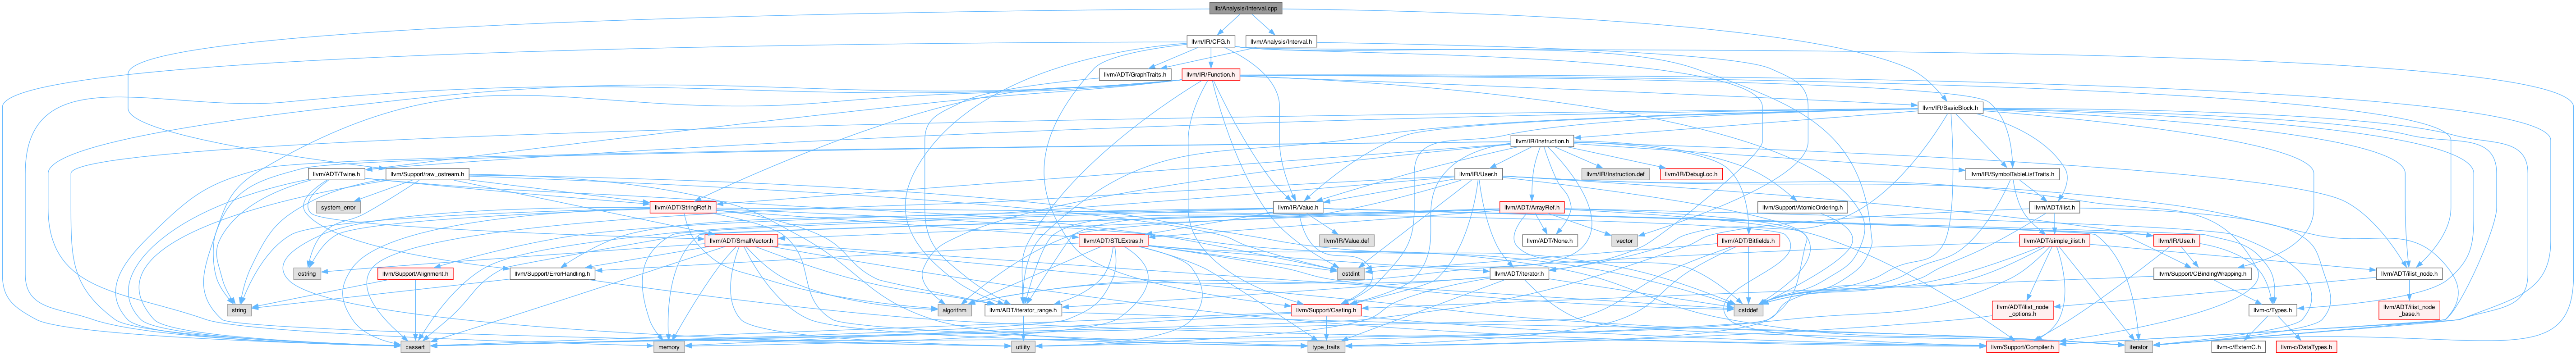 lib/Analysis/Interval.cpp
llvm/IR/CFG.h
llvm/Analysis/Interval.h
llvm/ADT/GraphTraits.h
llvm/IR/Function.h
llvm/IR/BasicBlock.h
llvm/IR/Instruction.h
llvm/ADT/Twine.h
llvm/Support/raw_ostream.h
llvm/IR/User.h
llvm/IR/Instruction.def
llvm/IR/DebugLoc.h
llvm/IR/SymbolTableListTraits.h
system_error
llvm/ADT/StringRef.h
llvm/IR/Value.h
llvm/ADT/ArrayRef.h
llvm/Support/AtomicOrdering.h
llvm/ADT/ilist.h
llvm/ADT/SmallVector.h
llvm/ADT/STLExtras.h
llvm/IR/Value.def
llvm/ADT/None.h
vector
llvm/ADT/Bitfields.h
llvm/ADT/simple_ilist.h
llvm/IR/Use.h
cstring
llvm/Support/Alignment.h
llvm/Support/ErrorHandling.h
cstdint
llvm/ADT/iterator.h
llvm/Support/CBindingWrapping.h
llvm/ADT/ilist_node.h
string
algorithm
llvm/ADT/iterator_range.h
llvm/Support/Casting.h
cstddef
llvm/ADT/ilist_node
_options.h
llvm-c/Types.h
llvm/ADT/ilist_node
_base.h
cassert
memory
utility
type_traits
llvm/Support/Compiler.h
iterator
llvm-c/ExternC.h
llvm-c/DataTypes.h